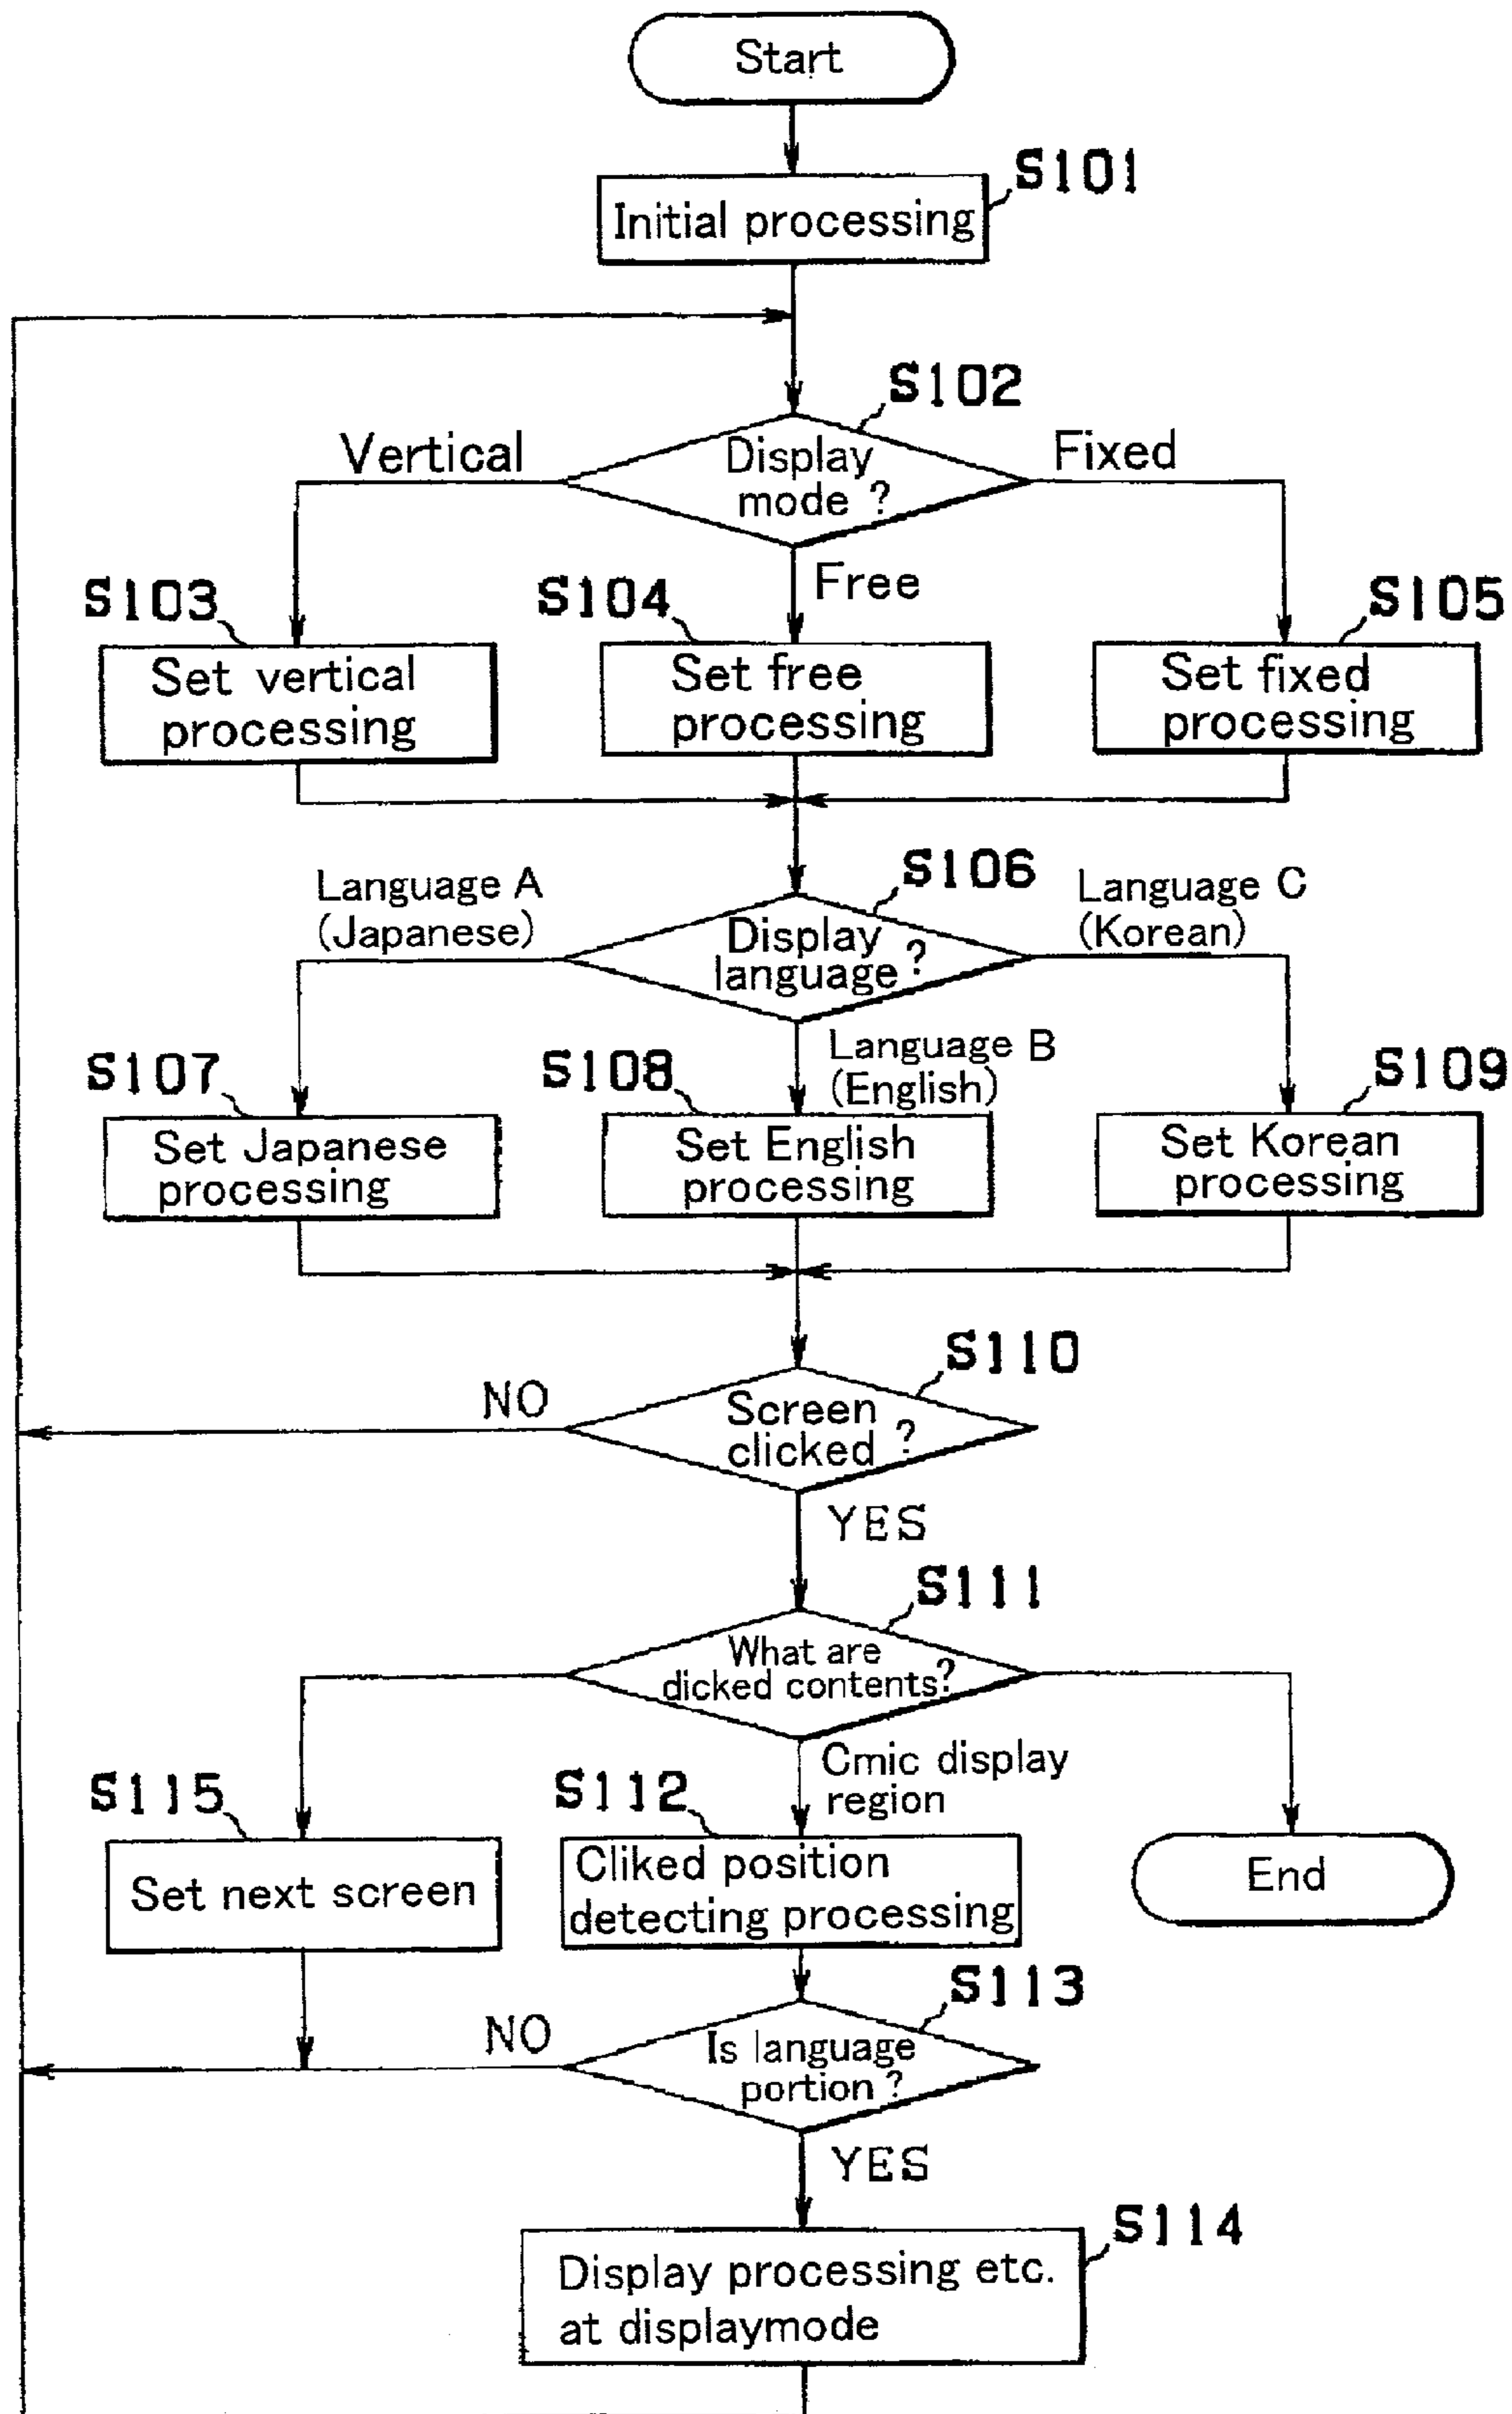 Start
S101
Initial processing
S102
Vertical
Display
mode ?
Fixed
Free
S103
S104
S105
Set vertical
processing
Set free
processing
Set fixed
processing
S106
Language A
(Japanese)
Display
language ?
Language C
(Korean)
Language B
(English)
S107
S108
S109
Set Japanese
processing
Set English
processing
Set Korean
processing
S110
NO
Screen
clicked ?
YES
S111
What are
dicked contents?
Cmic display
region
S115
S112
Set next screen
Cliked position
detecting processing
End
S113
NO
Is language
portion ?
YES
S114
Display processing etc.
at displaymode